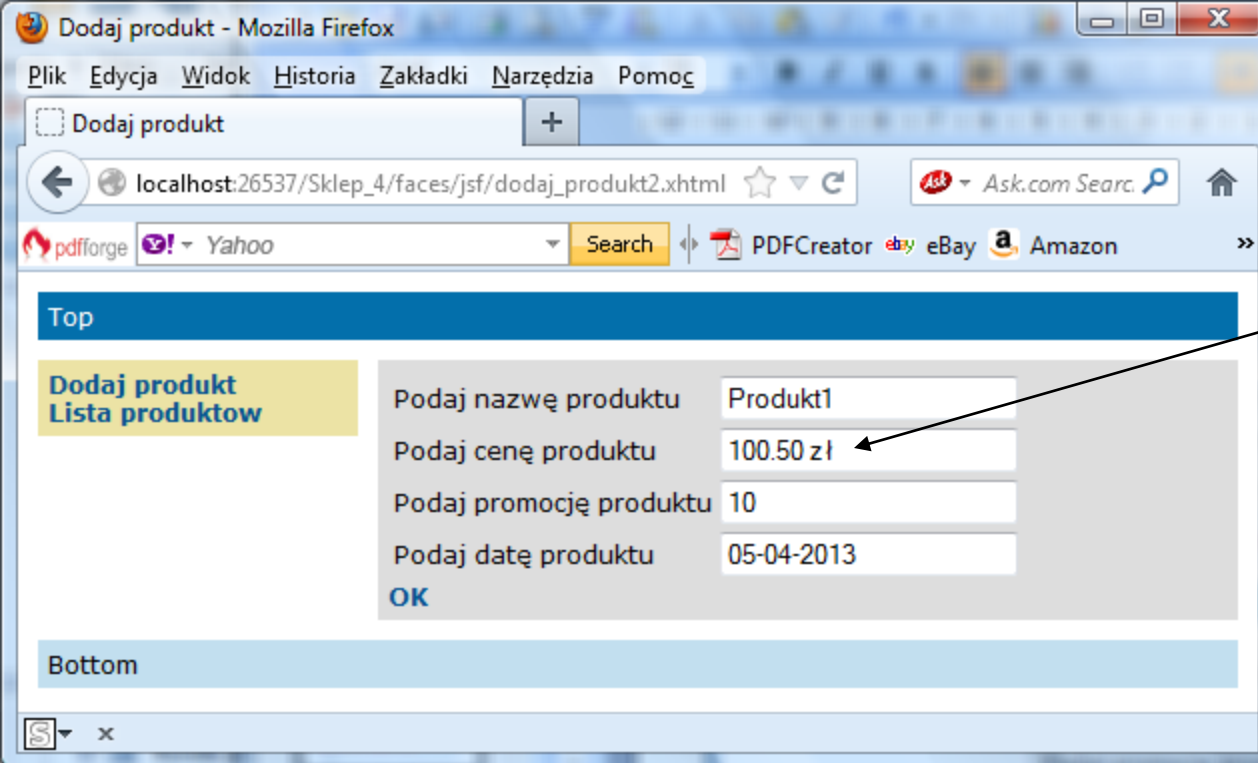 Dodaj produkt - Mozilla Firefox
Plik Edycja Widok Historia Zakładki Narzędzia Pomoc
Dodaj produkt +
localhost:26537/Sklep_4/faces/jsf/dodaj_produkt2.xhtml Ask Ask.com Searc.
pdfforge Y! Yahoo Search PDFCreator ebay eBay a Amazon »
Top
Dodaj produkt
Lista produktow
Podaj nazwę produktu Produkt1
Podaj cenę produktu 100.50 zł
Podaj promocję produktu 10
Podaj datę produktu 05-04-2013
OK
Bottom
S x